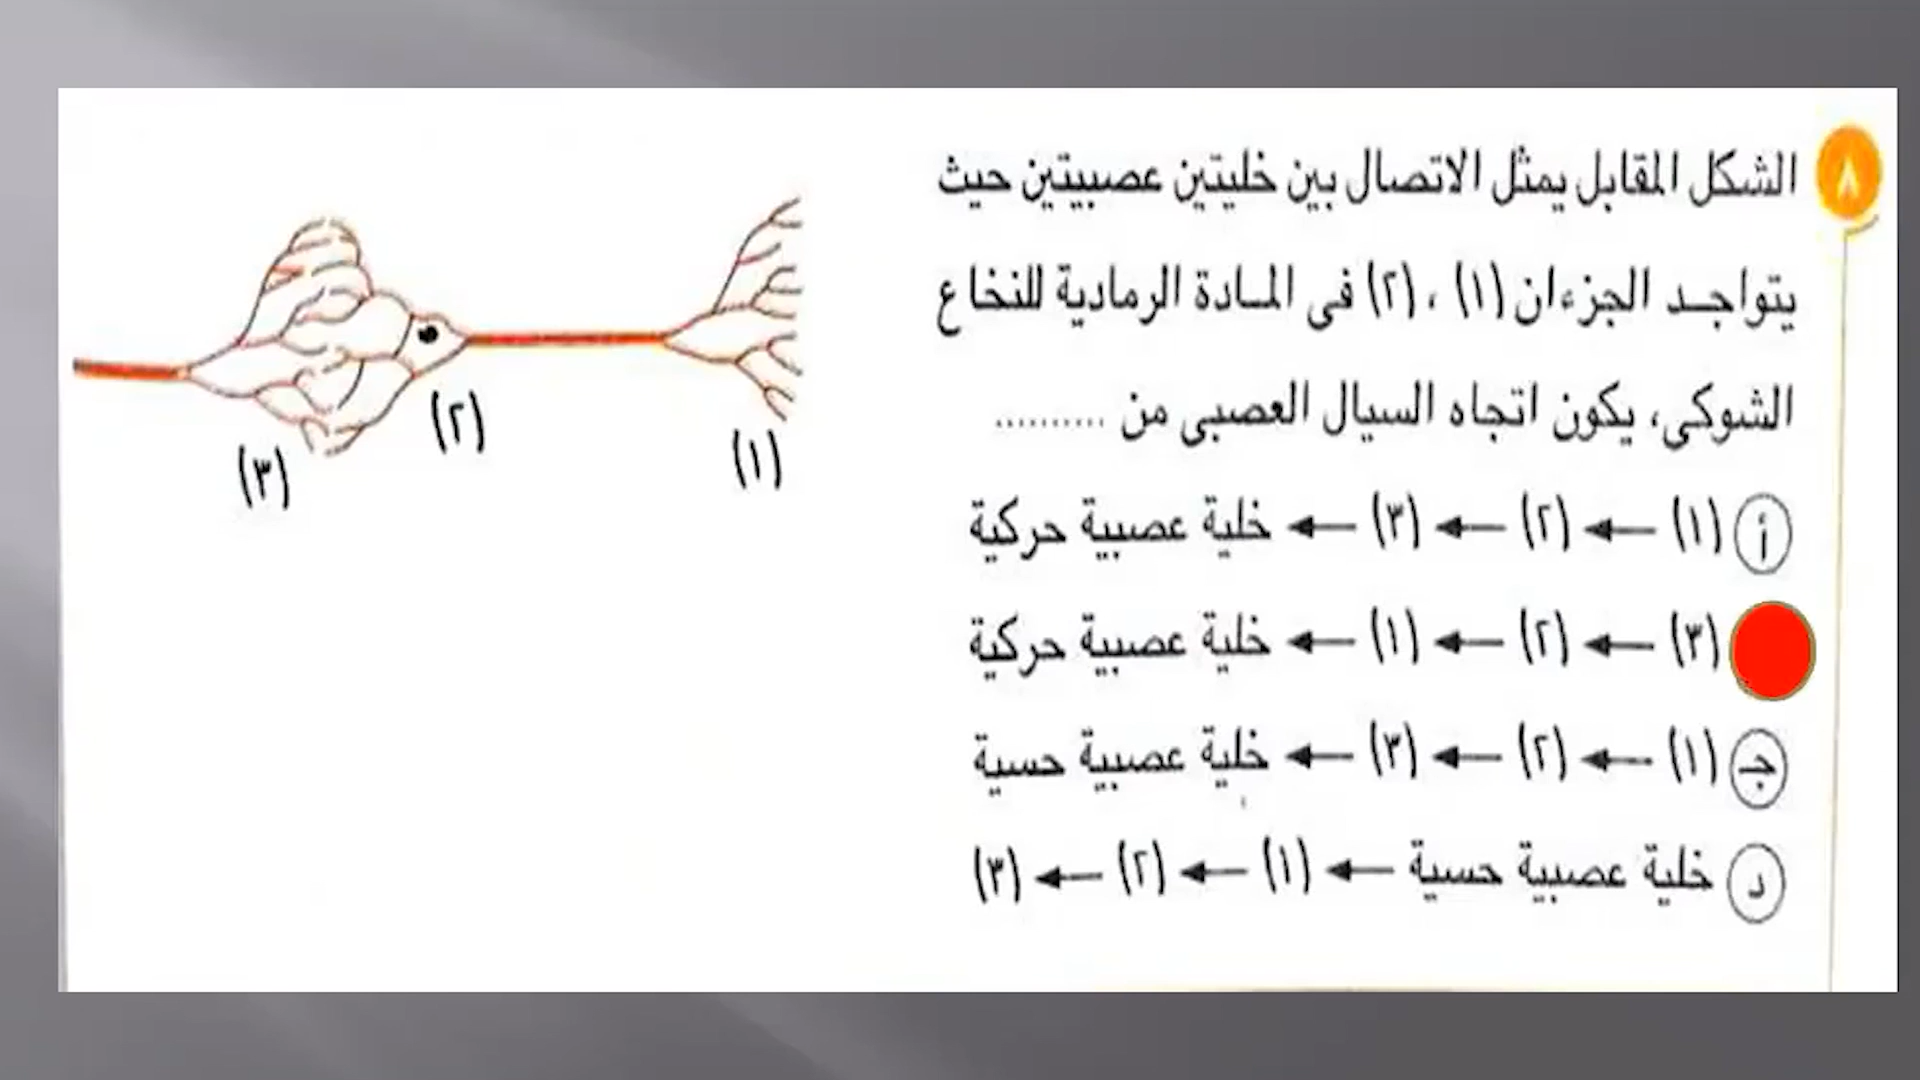 ٨ الشكل المقابل يمثل الاتصال بين خليتين عصبيتين حيث
يتواجد الجزءان (١) ، (٢) فى المادة الرمادية للنخاع
الشوكى، يكون اتجاه السيال العصبى من ..........
أ (١) ← (٢) ← (٣) ← خلية عصبية حركية
(٣) ← (٢) ← (١) ← خلية عصبية حركية
جـ (١) ← (٢) ← (٣) ← خلية عصبية حسية
د خلية عصبية حسية ← (١) ← (٢) ← (٣)
(٣) (٢) (١)